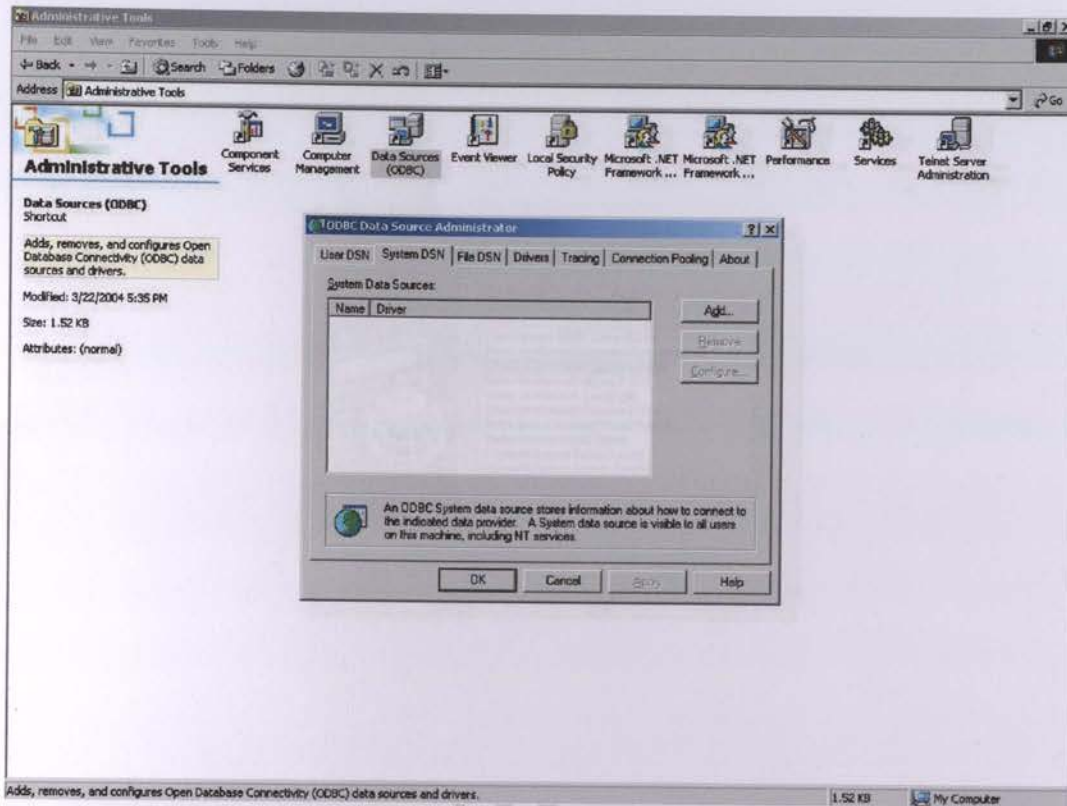 Administrative Tools
File Edit View Favorites Tools Help
Back Search Folders
Address Administrative Tools Go
Administrative Tools
Data Sources (ODBC)
Shortcut
Adds, removes, and configures Open
Database Connectivity (ODBC) data
sources and drivers.
Modified: 3/22/2004 5:35 PM
Size: 1.52 KB
Attributes: (normal)
Component
Services
Computer
Management
Data Sources
(ODBC)
Event Viewer
Local Security
Policy
Microsoft .NET
Framework ...
Microsoft .NET
Framework ...
Performance
Services
Telnet Server
Administration
ODBC Data Source Administrator
User DSN System DSN File DSN Drivers Tracing Connection Pooling About
System Data Sources:
Name Driver
Add...
Remove
Configure...
An ODBC System data source stores information about how to connect to
the indicated data provider. A System data source is visible to all users
on this machine, including NT services.
OK Cancel Apply Help
Adds, removes, and configures Open Database Connectivity (ODBC) data sources and drivers. 1.52 KB My Computer